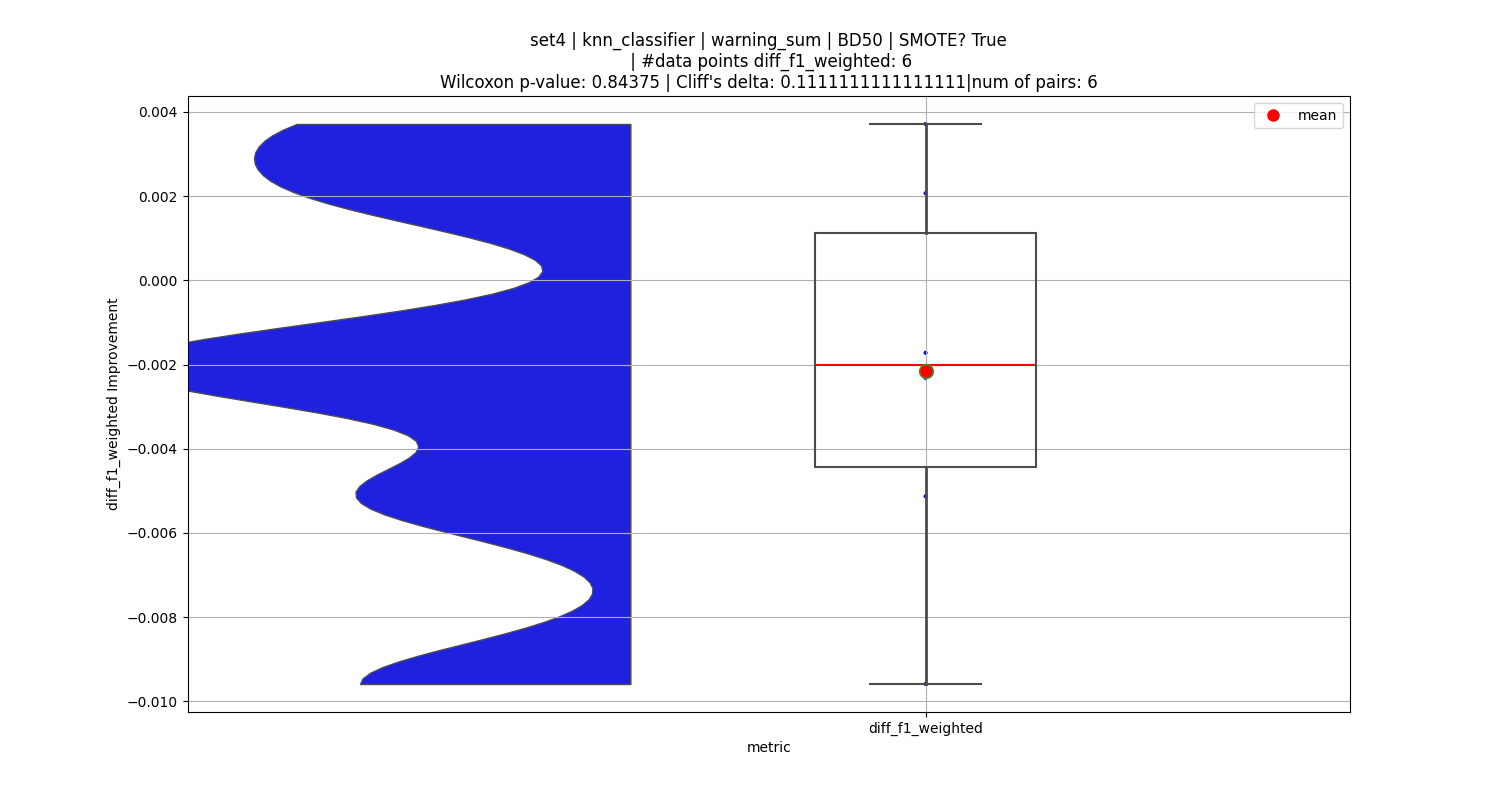 set4 | knn_classifier | warning_sum | BD50 | SMOTE? True
| #data points diff_f1_weighted: 6
Wilcoxon p-value: 0.84375 | Cliff's delta: 0.1111111111111111|num of pairs: 6
mean
0.004
0.002
0.000
−0.002
−0.004
−0.006
−0.008
−0.010
diff_f1_weighted Improvement
diff_f1_weighted
metric